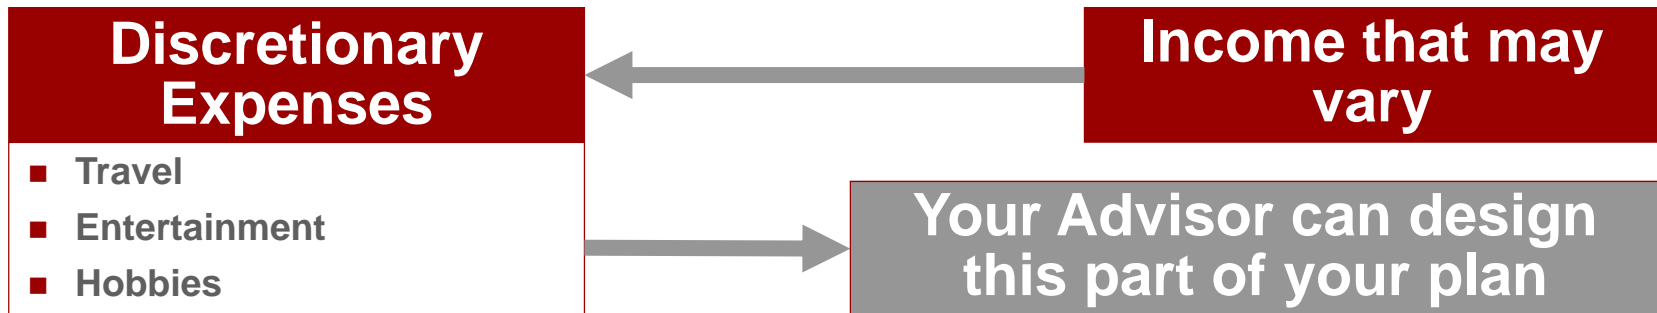 Discretionary
Expenses
Income that may
vary
Travel
Entertainment
Hobbies
Your Advisor can design
this part of your plan